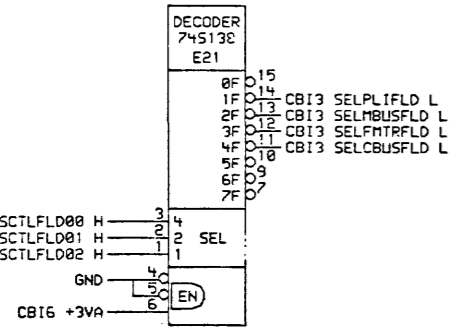 DECODER
74S138
E21
0F 15
1F 14 CBI3 SELPLIFLD L
2F 13 CBI3 SELMBUSFLD L
3F 12 CBI3 SELFMTRFLD L
4F 11 CBI3 SELCBUSFLD L
5F 10
6F 9
7F 7
SCTLFLD00 H 3 4
SCTLFLD01 H 2 2 SEL
SCTLFLD02 H 1 1
GND 4
5 EN
CBI6 +3VA 6